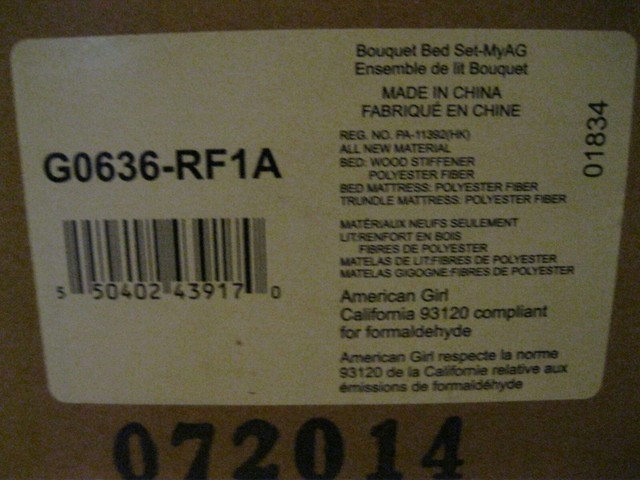 Bouquet Bed Set-MyAG
Ensemble de lit Bouquet
MADE IN CHINA
FABRIQUÉ EN CHINE
01834
G0636-RF1A
REG. NO. PA-11392(HK)
ALL NEW MATERIAL
BED: WOOD STIFFENER
POLYESTER FIBER
BED MATTRESS: POLYESTER FIBER
TRUNDLE MATTRESS: POLYESTER FIBER
MATÉRIAUX NEUFS SEULEMENT
LIT:RENFORT EN BOIS
FIBRES DE POLYESTER
MATELAS DE LIT:FIBRES DE POLYESTER
MATELAS GIGOGNE:FIBRES DE POLYESTER
5 50402 43917 0
American Girl
California 93120 compliant
for formaldehyde
American Girl respecte la norme
93120 de la Californie relative aux
émissions de formaldéhyde
072014